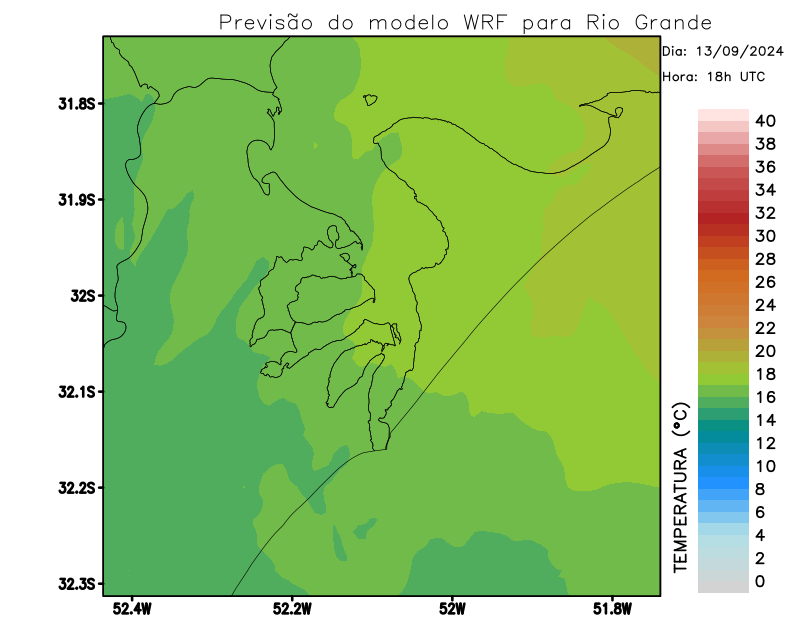 Previsão do modelo WRF para Rio Grande
Dia: 13/09/2024
Hora: 18h UTC
31.8S
31.9S
32S
32.1S
32.2S
32.3S
52.4W
52.2W
52W
51.8W
TEMPERATURA (°C)
40
38
36
34
32
30
28
26
24
22
20
18
16
14
12
10
8
6
4
2
0